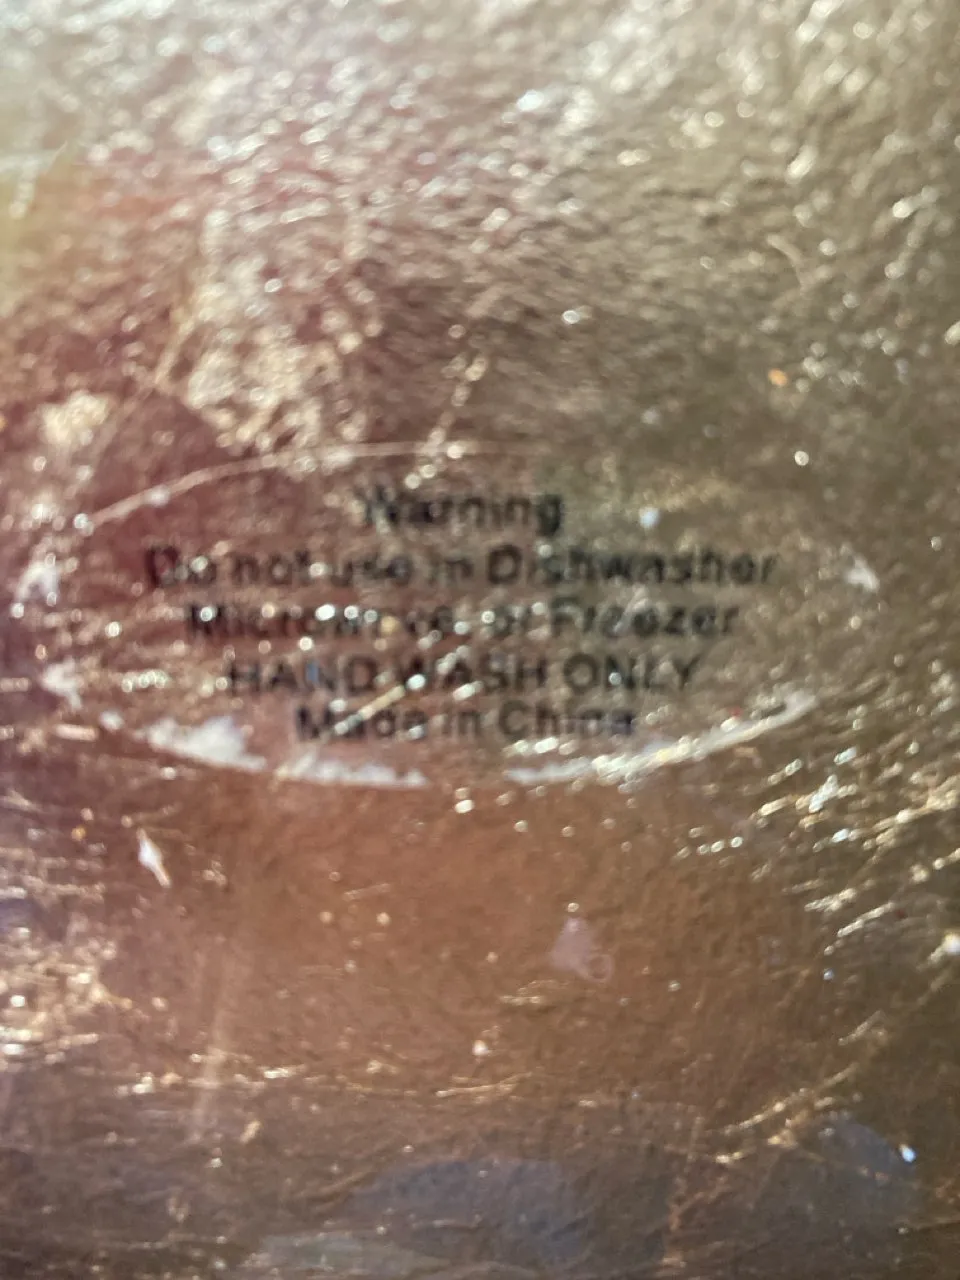 Warning
Do not use in Dishwasher
Microwave, or Freezer
HAND WASH ONLY
Made in China